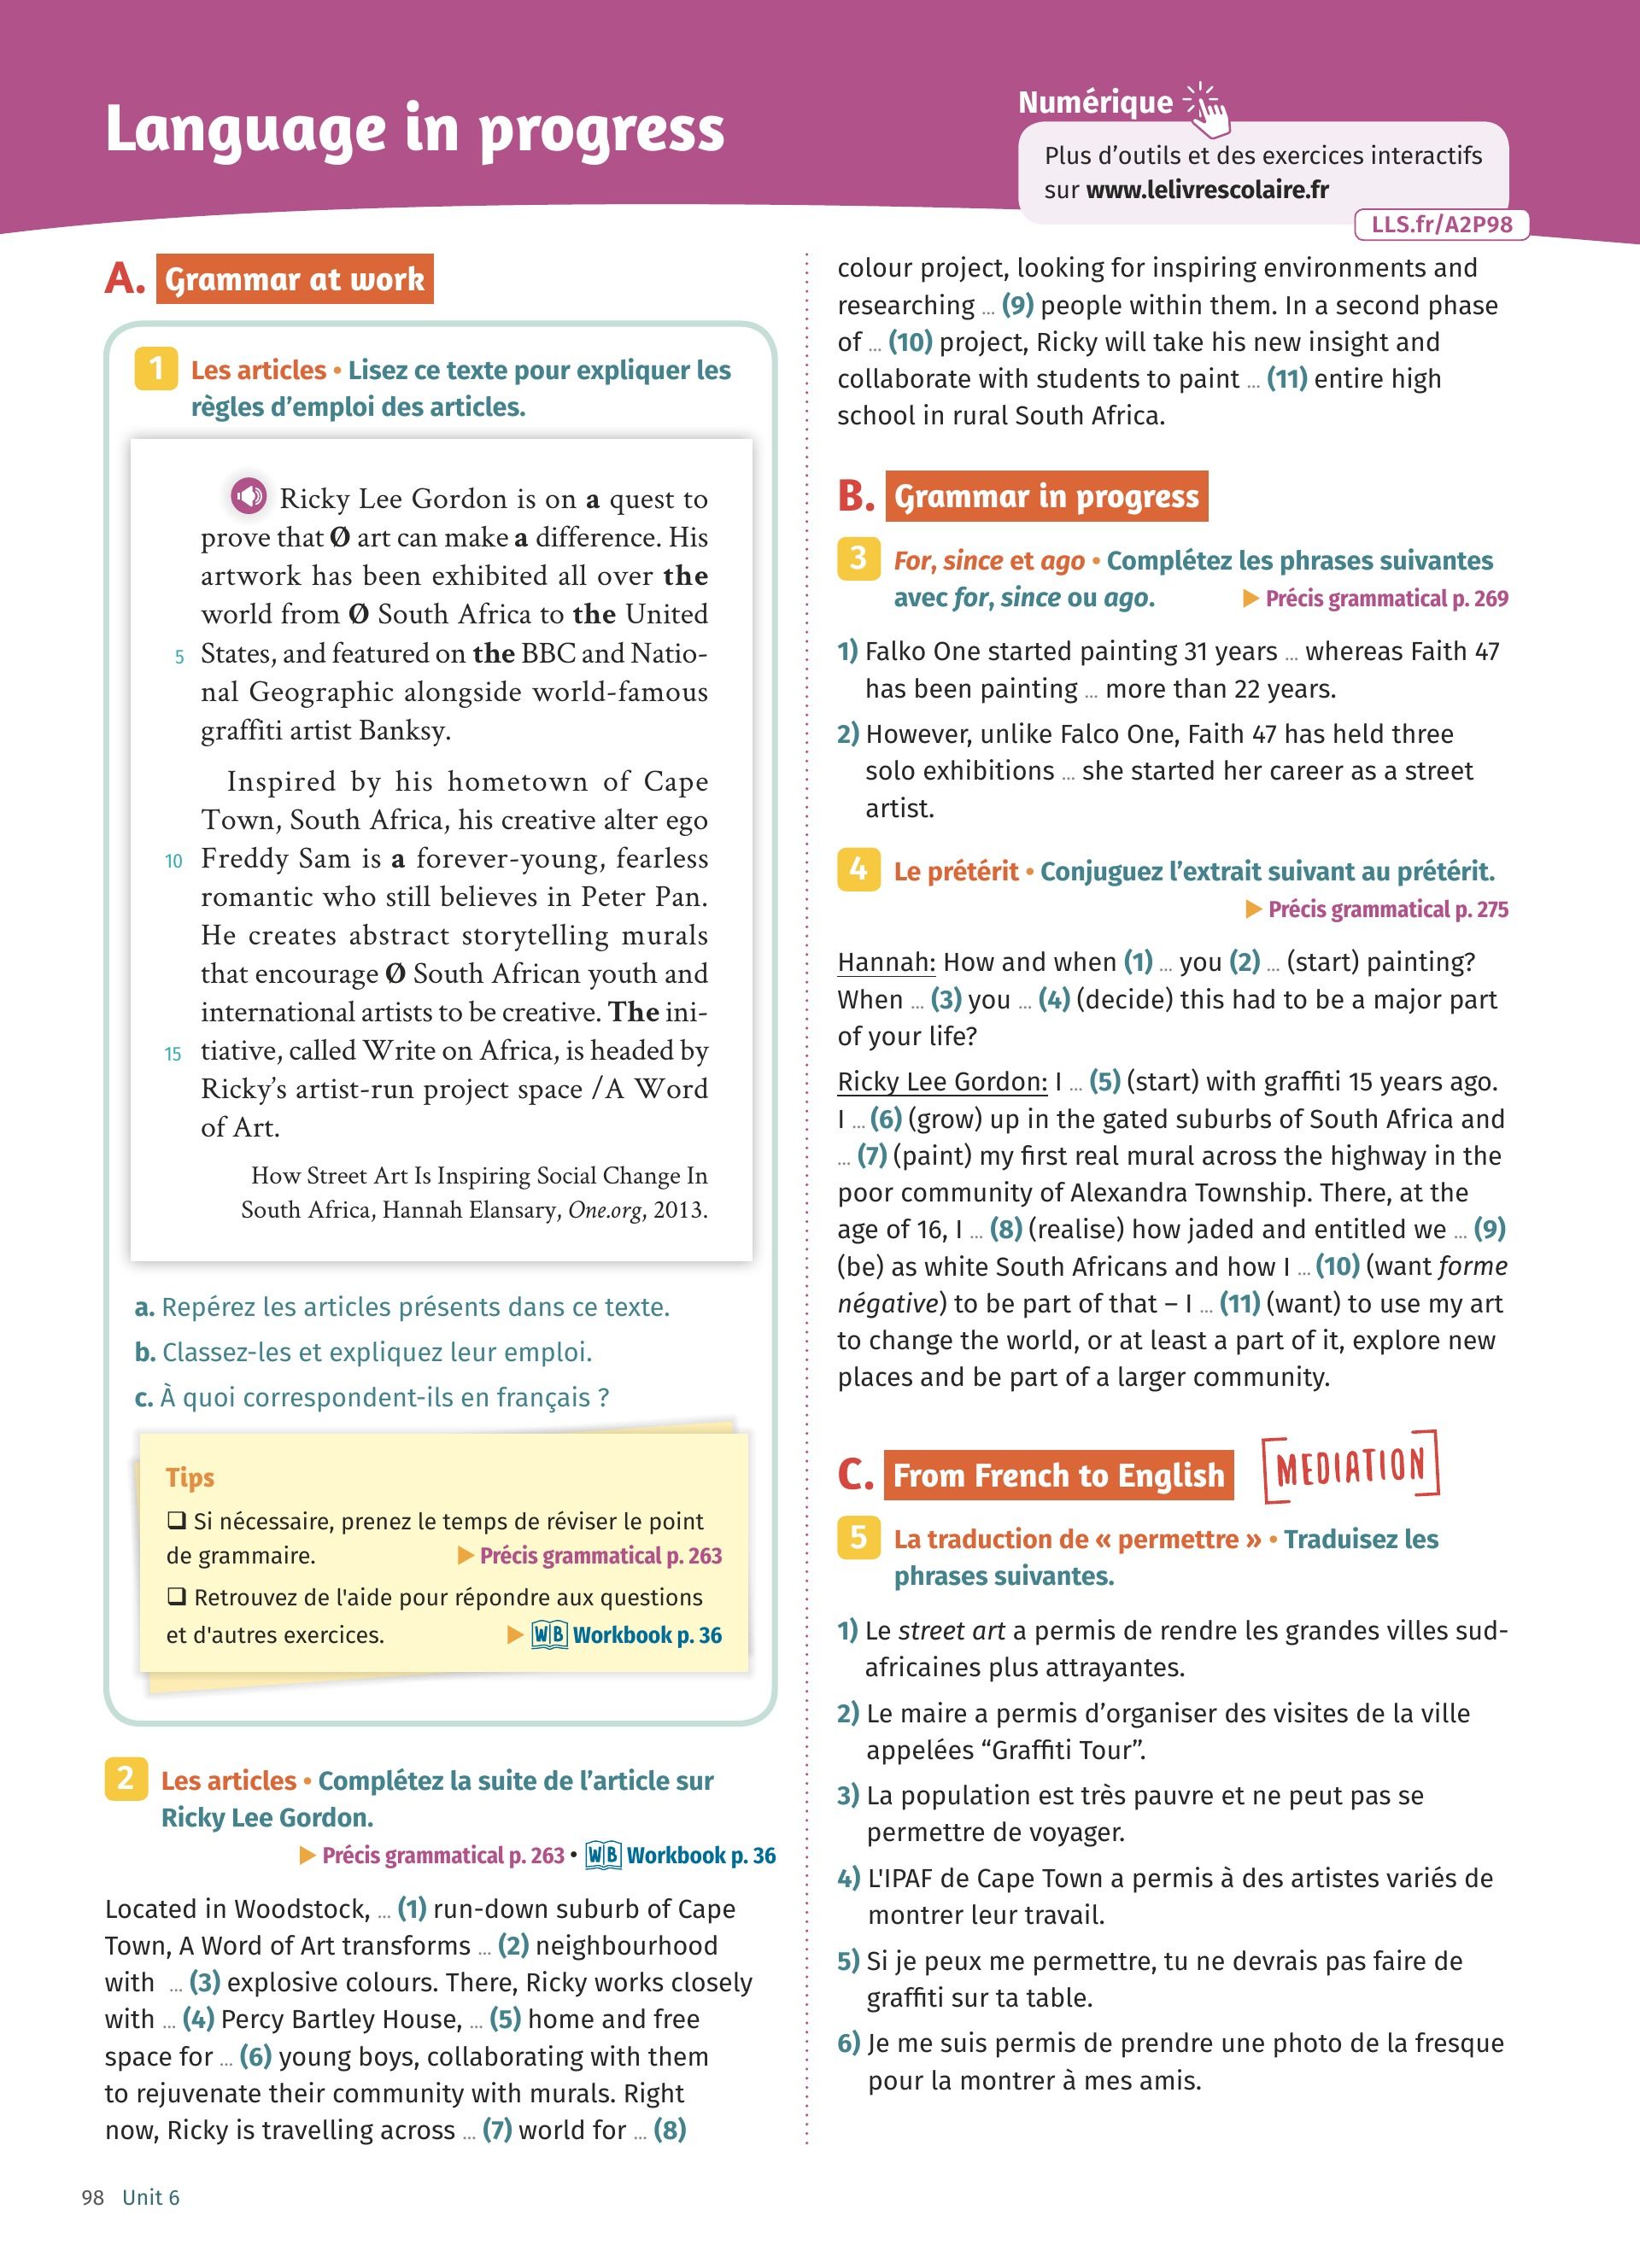 Language in progress
Numérique
Plus d’outils et des exercices interactifs
sur www.lelivrescolaire.fr
LLS.fr/A2P98
A. Grammar at work
1 Les articles • Lisez ce texte pour expliquer les
règles d’emploi des articles.
Ricky Lee Gordon is on a quest to
prove that Ø art can make a difference. His
artwork has been exhibited all over the
world from Ø South Africa to the United
5 States, and featured on the BBC and Natio-
nal Geographic alongside world-famous
graffiti artist Banksy.
Inspired by his hometown of Cape
Town, South Africa, his creative alter ego
10 Freddy Sam is a forever-young, fearless
romantic who still believes in Peter Pan.
He creates abstract storytelling murals
that encourage Ø South African youth and
international artists to be creative. The ini-
15 tiative, called Write on Africa, is headed by
Ricky’s artist-run project space /A Word
of Art.
How Street Art Is Inspiring Social Change In
South Africa, Hannah Elansary, One.org, 2013.
a. Repérez les articles présents dans ce texte.
b. Classez-les et expliquez leur emploi.
c. À quoi correspondent-ils en français ?
Tips
❑ Si nécessaire, prenez le temps de réviser le point
de grammaire. ▶ Précis grammatical p. 263
❑ Retrouvez de l'aide pour répondre aux questions
et d'autres exercices. ▶ WB Workbook p. 36
2 Les articles • Complétez la suite de l’article sur
Ricky Lee Gordon.
▶ Précis grammatical p. 263 • WB Workbook p. 36
Located in Woodstock, ... (1) run-down suburb of Cape
Town, A Word of Art transforms ... (2) neighbourhood
with ... (3) explosive colours. There, Ricky works closely
with ... (4) Percy Bartley House, ... (5) home and free
space for ... (6) young boys, collaborating with them
to rejuvenate their community with murals. Right
now, Ricky is travelling across ... (7) world for ... (8)
colour project, looking for inspiring environments and
researching ... (9) people within them. In a second phase
of ... (10) project, Ricky will take his new insight and
collaborate with students to paint ... (11) entire high
school in rural South Africa.
B. Grammar in progress
3 For, since et ago • Complétez les phrases suivantes
avec for, since ou ago. ▶ Précis grammatical p. 269
1) Falko One started painting 31 years ... whereas Faith 47
has been painting ... more than 22 years.
2) However, unlike Falco One, Faith 47 has held three
solo exhibitions ... she started her career as a street
artist.
4 Le prétérit • Conjuguez l’extrait suivant au prétérit.
▶ Précis grammatical p. 275
Hannah: How and when (1) ... you (2) ... (start) painting?
When ... (3) you ... (4) (decide) this had to be a major part
of your life?
Ricky Lee Gordon: I ... (5) (start) with graffiti 15 years ago.
I ... (6) (grow) up in the gated suburbs of South Africa and
... (7) (paint) my first real mural across the highway in the
poor community of Alexandra Township. There, at the
age of 16, I ... (8) (realise) how jaded and entitled we ... (9)
(be) as white South Africans and how I ... (10) (want forme
négative) to be part of that – I ... (11) (want) to use my art
to change the world, or at least a part of it, explore new
places and be part of a larger community.
C. From French to English MEDIATION
5 La traduction de « permettre » • Traduisez les
phrases suivantes.
1) Le street art a permis de rendre les grandes villes sud-
africaines plus attrayantes.
2) Le maire a permis d’organiser des visites de la ville
appelées “Graffiti Tour”.
3) La population est très pauvre et ne peut pas se
permettre de voyager.
4) L'IPAF de Cape Town a permis à des artistes variés de
montrer leur travail.
5) Si je peux me permettre, tu ne devrais pas faire de
graffiti sur ta table.
6) Je me suis permis de prendre une photo de la fresque
pour la montrer à mes amis.
98 Unit 6